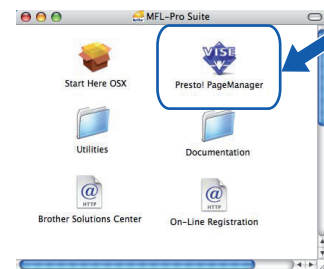 MFL-Pro Suite
VISE
Start Here OSX
Presto! PageManager
Utilities
Documentation
@
HTTP
@
HTTP
Brother Solutions Center
On-Line Registration